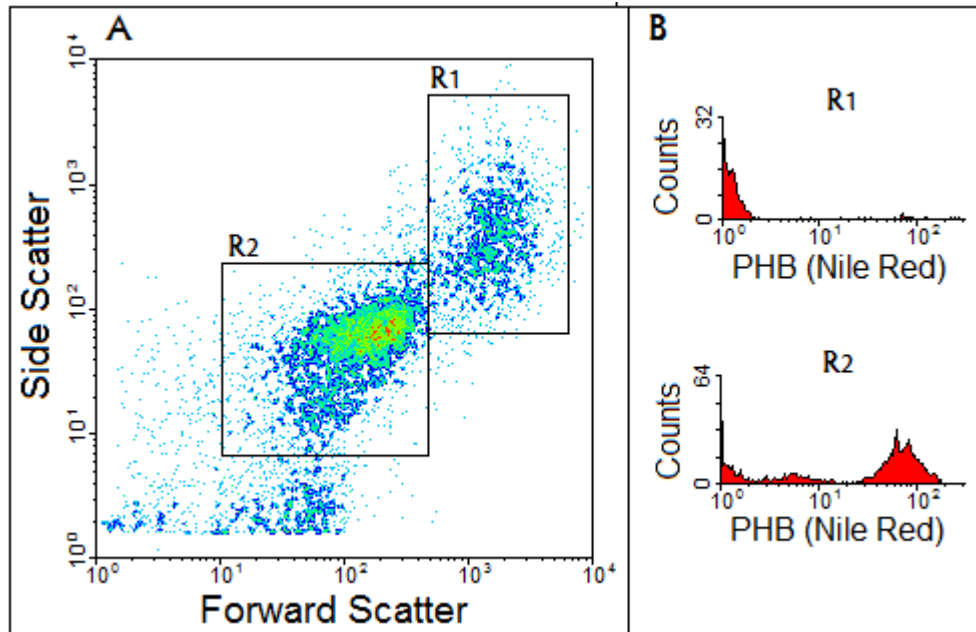 A
10⁴
R1
10³
R2
Side Scatter
10²
10¹
10⁰
10⁰ 10¹ 10² 10³ 10⁴
Forward Scatter
B
R1
32
Counts
0
10⁰ 10¹ 10²
PHB (Nile Red)
R2
64
Counts
0
10⁰ 10¹ 10²
PHB (Nile Red)